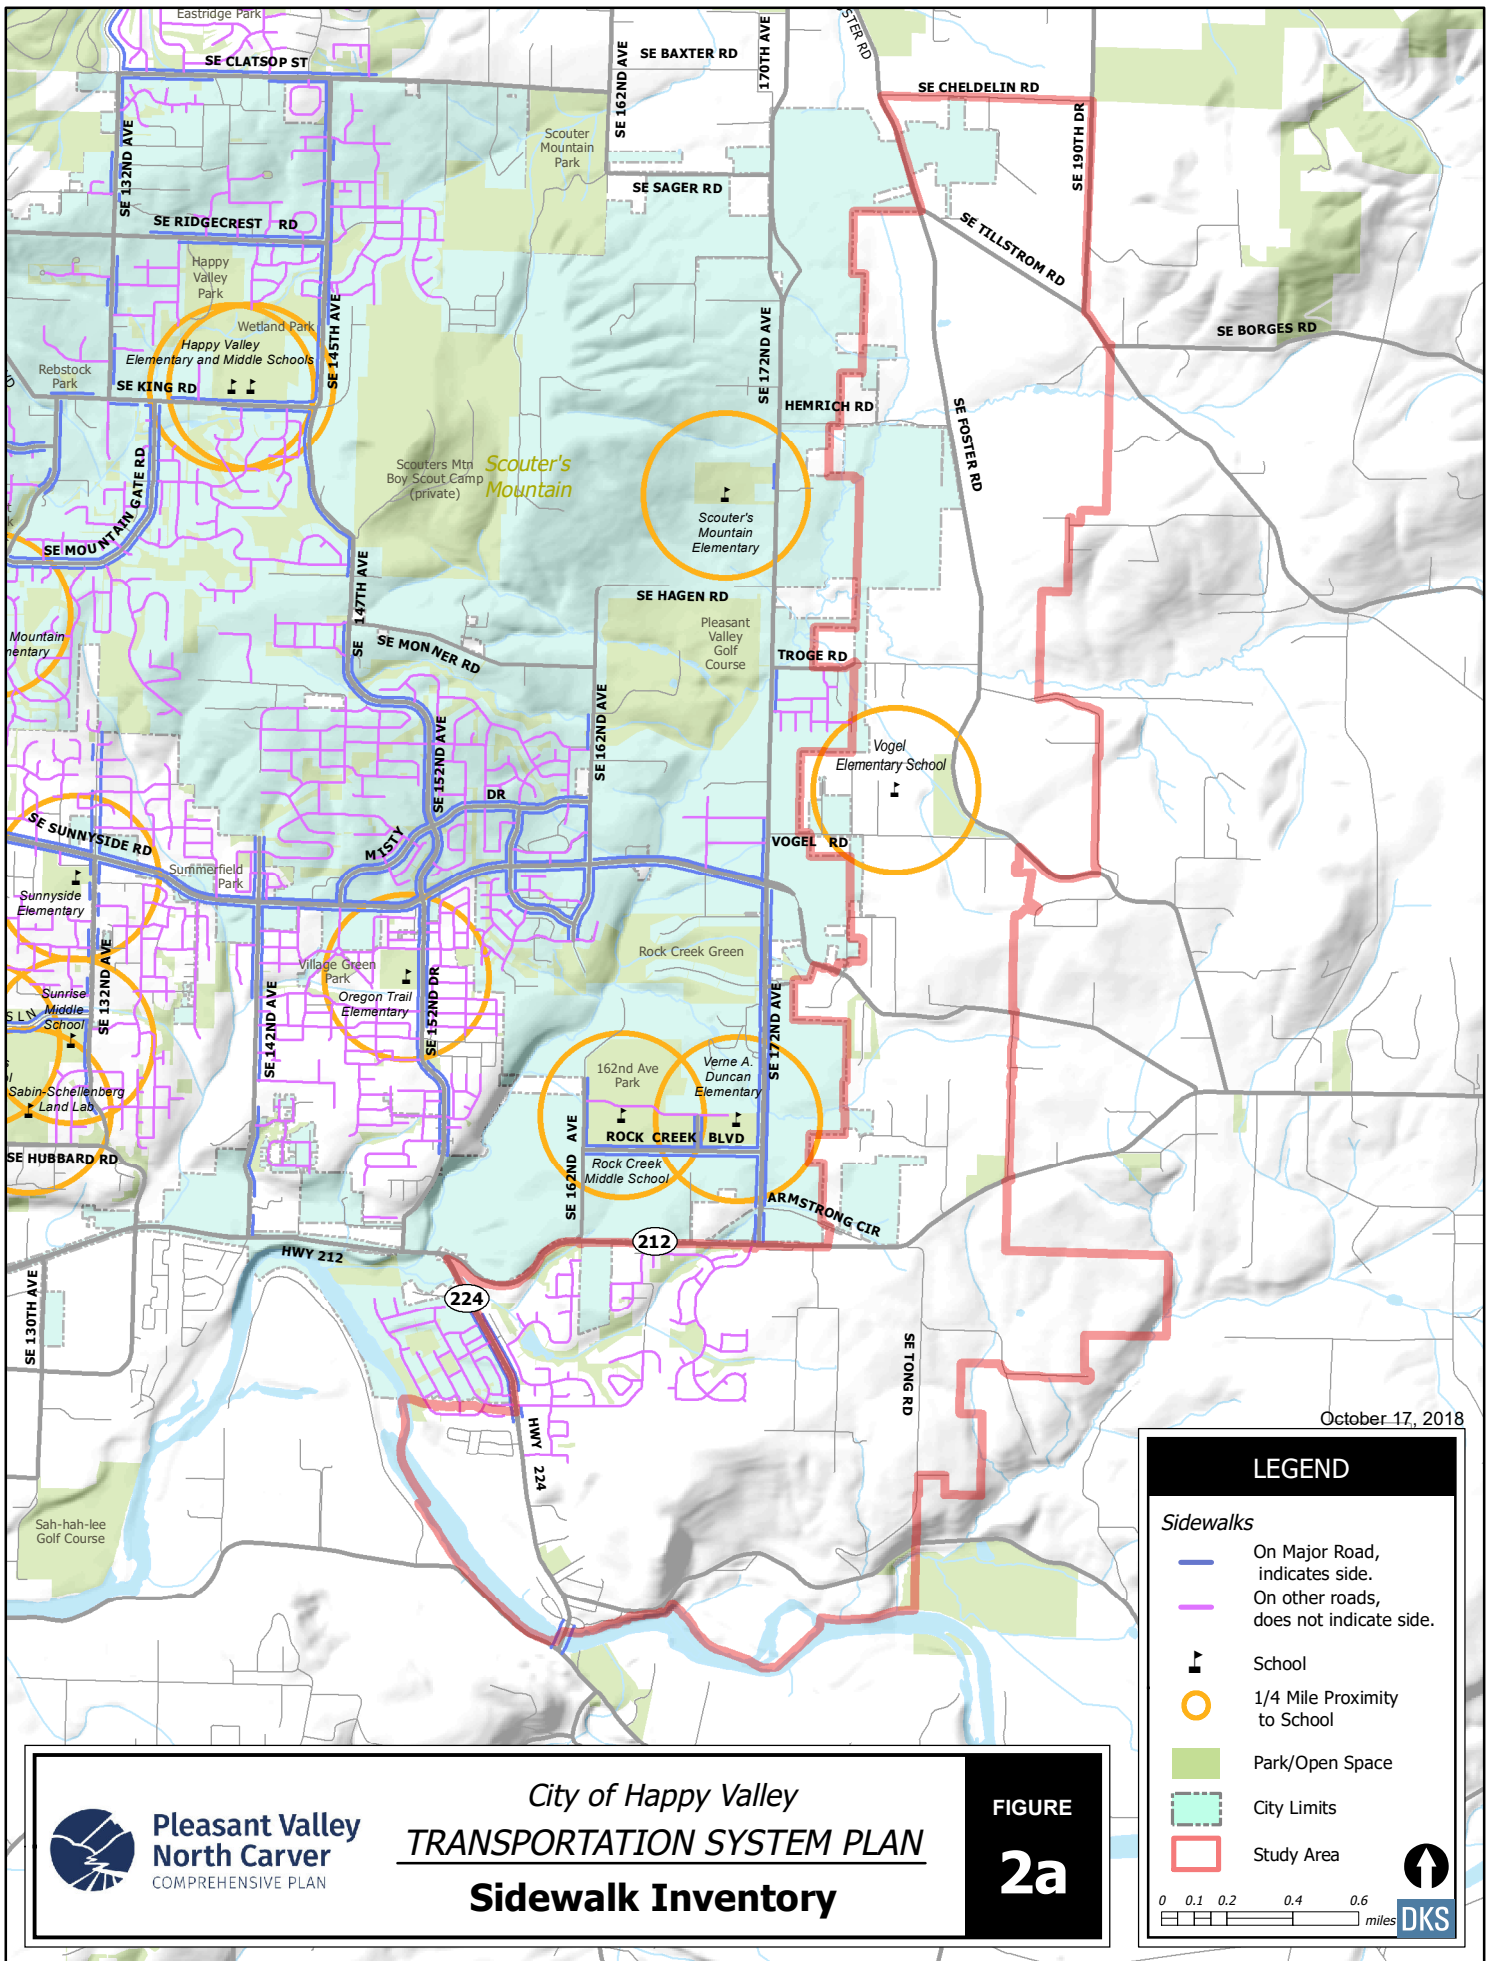 Eastridge Park
SE CLATSOP ST
SE 162ND AVE
SE BAXTER RD
170TH AVE
SE CHELDELIN RD
SE 132ND AVE
Scouter
Mountain
Park
SE 190TH DR
SE SAGER RD
SE RIDGECREST RD
SE TILLSTROM RD
Happy
Valley
Park
Wetland Park
SE 145TH AVE
SE 172ND AVE
SE BORGES RD
Happy Valley
Elementary and Middle Schools
Rebstock
Park
SE KING RD
HEMRICH RD
SE FOSTER RD
SE MOUNTAIN GATE RD
Scouters Mtn
Boy Scout Camp
(private)
Scouter's
Mountain
Scouter's
Mountain
Elementary
SE 147TH AVE
SE HAGEN RD
Mountain
SE MONNER RD
Pleasant
Valley
Golf
Course
TROGE RD
SE 162ND AVE
SE 152ND AVE
Vogel
Elementary School
MISTY DR
SE SUNNYSIDE RD
VOGEL RD
Summerfield
Park
Sunnyside
Elementary
SE 132ND AVE
Village Green
Park
Oregon Trail
Elementary
SE 152ND DR
SE 142ND AVE
Rock Creek Green
Sunrise
Middle
School
SE 172ND AVE
162nd Ave
Park
Verne A.
Duncan
Elementary
Sabin-Schellenberg
Land Lab
SE HUBBARD RD
SE 162ND AVE
ROCK CREEK BLVD
Rock Creek
Middle School
ARMSTRONG CIR
HWY 212
212
224
SE 130TH AVE
SE TONG RD
HWY 224
Sah-hah-lee
Golf Course
October 17, 2018
LEGEND
Sidewalks
On Major Road,
indicates side.
On other roads,
does not indicate side.
School
1/4 Mile Proximity
to School
Park/Open Space
City Limits
Study Area
0 0.1 0.2 0.4 0.6
miles
DKS
Pleasant Valley
North Carver
COMPREHENSIVE PLAN
City of Happy Valley
TRANSPORTATION SYSTEM PLAN
Sidewalk Inventory
FIGURE
2a